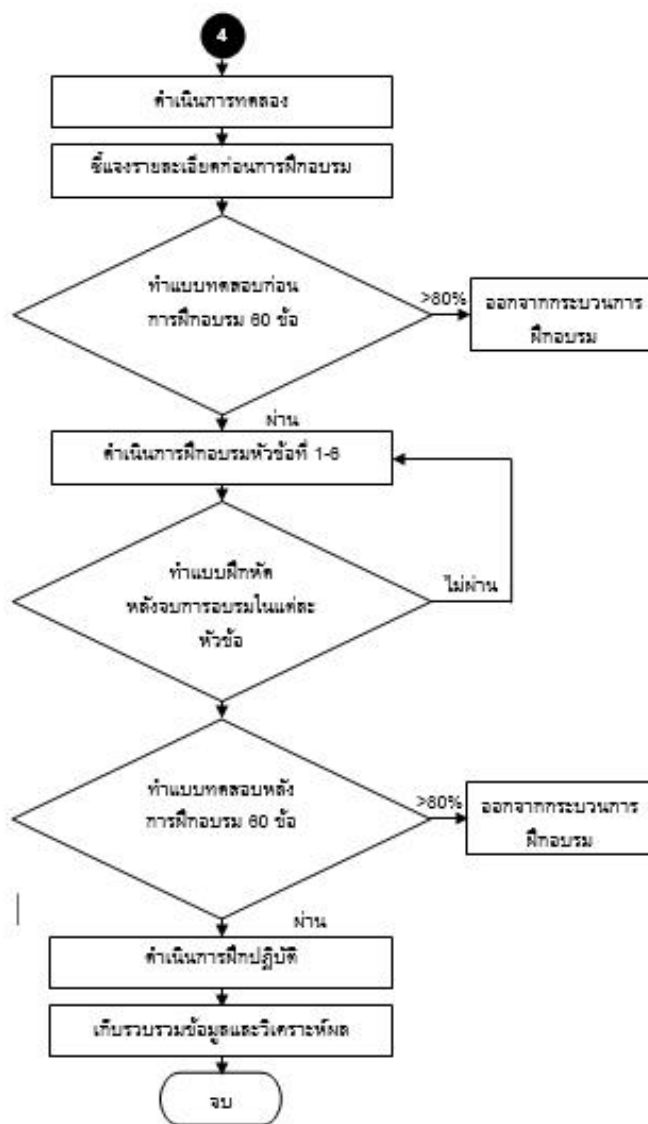 4
ดำเนินการทดลอง
ชี้แจงรายละเอียดก่อนการฝึกอบรม
ทำแบบทดสอบก่อน
การฝึกอบรม 60 ข้อ
>80%
ออกจากกระบวนการ
ฝึกอบรม
ผ่าน
ดำเนินการฝึกอบรมหัวข้อที่ 1-6
ทำแบบฝึกหัด
หลังจบการอบรมในแต่ละ
หัวข้อ
ไม่ผ่าน
ทำแบบทดสอบหลัง
การฝึกอบรม 60 ข้อ
>80%
ออกจากกระบวนการ
ฝึกอบรม
ผ่าน
ดำเนินการฝึกปฏิบัติ
เก็บรวบรวมข้อมูลและวิเคราะห์ผล
จบ